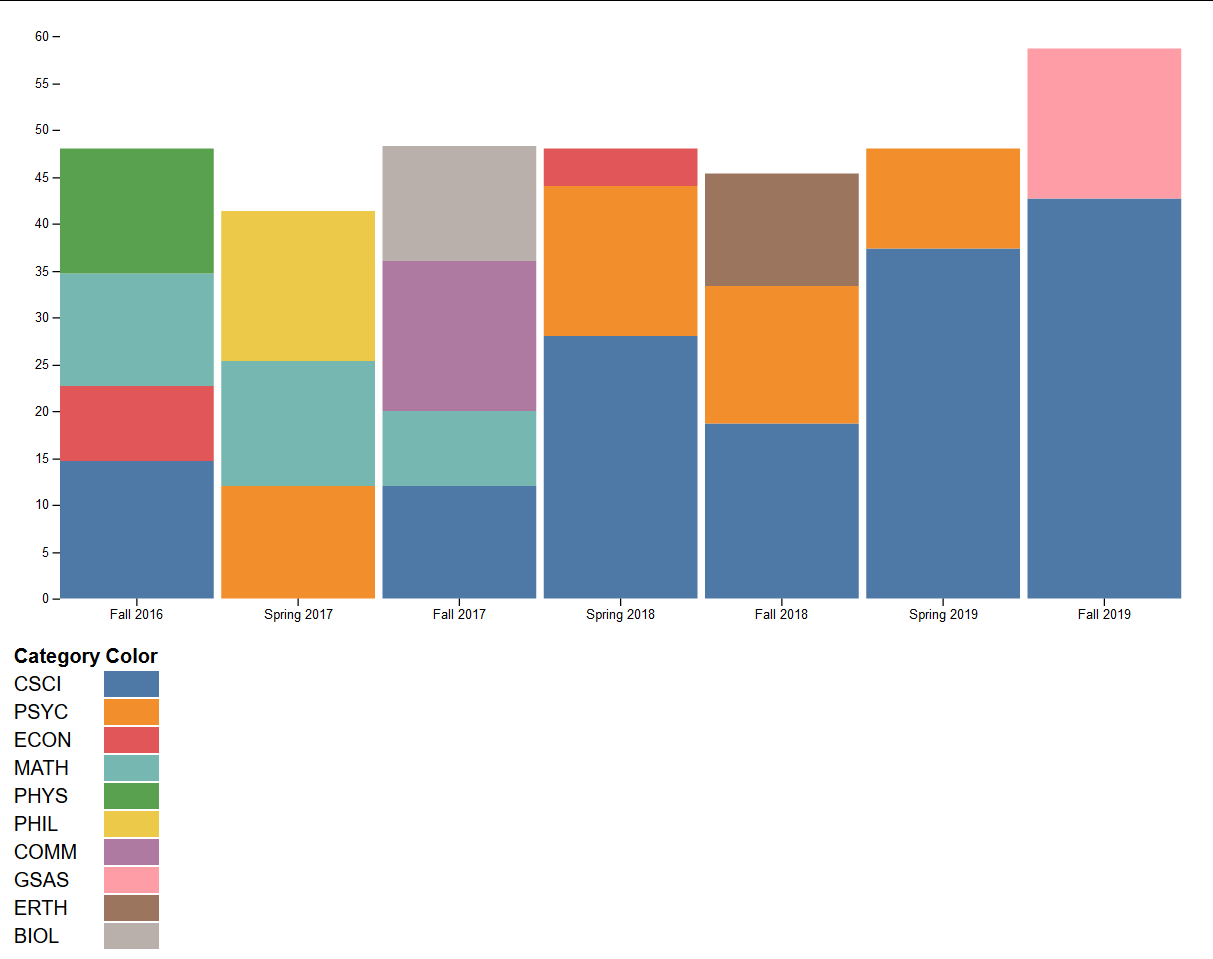 60
55
50
45
40
35
30
25
20
15
10
5
0
Fall 2016 Spring 2017 Fall 2017 Spring 2018 Fall 2018 Spring 2019 Fall 2019
Category Color
CSCI
PSYC
ECON
MATH
PHYS
PHIL
COMM
GSAS
ERTH
BIOL